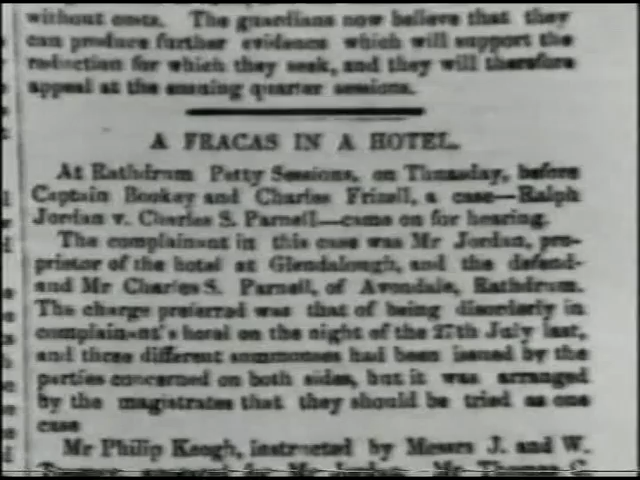 without costs. The guardians now believe that they
can produce further evidence which will support the
reduction for which they seek, and they will therefore
appeal at the ensuing quarter sessions.
A FRACAS IN A HOTEL.
At Rathdrum Petty Sessions, on Thursday, before
Captain Bookey and Charles Frizell, a case—Ralph
Jordan v. Charles S. Parnell—came on for hearing.
The complainant in this case was Mr Jordan, pro-
prietor of the hotel at Glendalough, and the defend-
and Mr Charles S. Parnell, of Avondale, Rathdrum.
The charge preferred was that of being disorderly in
complainant's hotel on the night of the 27th July last,
and three different summonses had been issued by the
parties concerned on both sides, but it was arranged
by the magistrates that they should be tried as one
case
Mr Philip Keogh, instructed by Messrs J. and W.
appeared for Mr Jordan. Mr Thomas C.